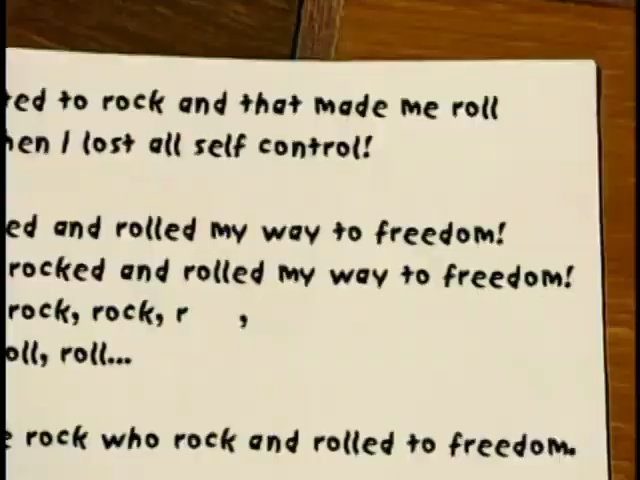 ted to rock and that made me roll
hen I lost all self control!
ed and rolled my way to freedom!
rocked and rolled my way to freedom!
rock, rock, r ,
oll, roll...
e rock who rock and rolled to freedom.